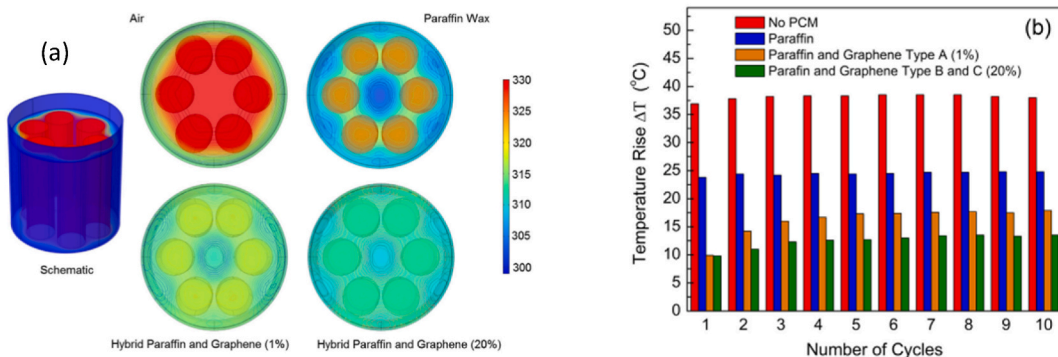 (a)
Air
Paraffin Wax
Schematic
Hybrid Paraffin and Graphene (1%)
Hybrid Paraffin and Graphene (20%)
330
325
320
315
310
305
300
(b)
No PCM
Paraffin
Paraffin and Graphene Type A (1%)
Parafin and Graphene Type B and C (20%)
Temperature Rise ΔT (°C)
50
45
40
35
30
25
20
15
10
5
0
1 2 3 4 5 6 7 8 9 10
Number of Cycles